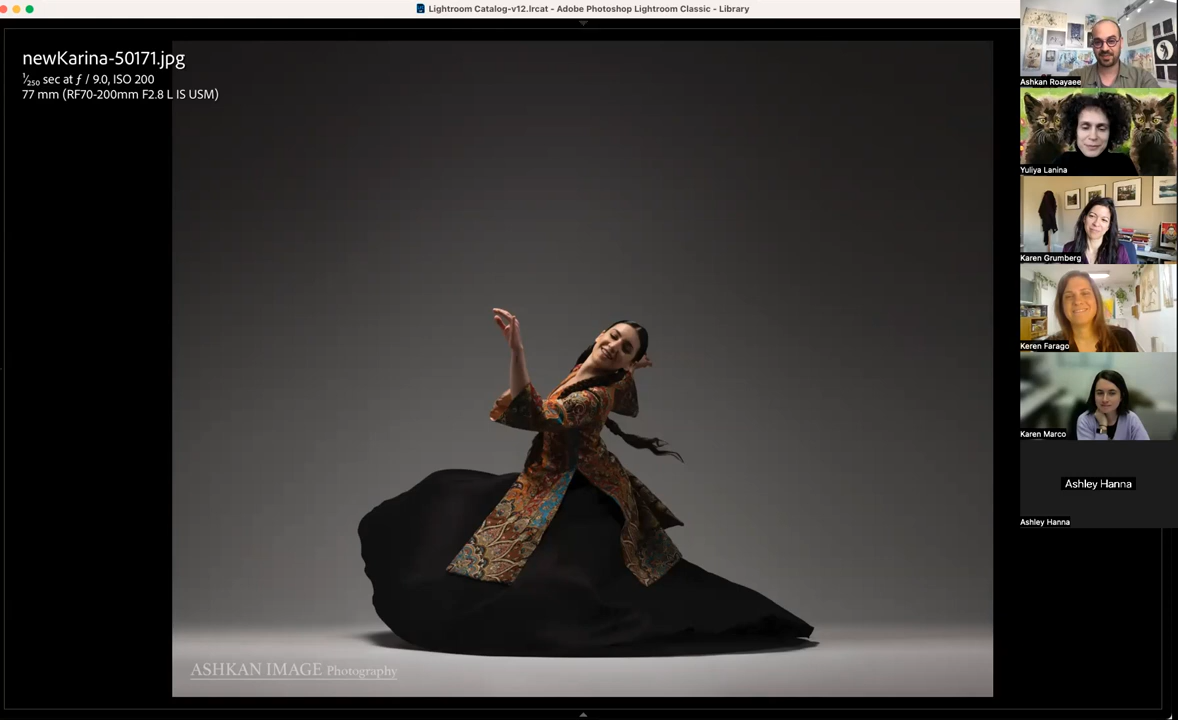 Lightroom Catalog-v12.lrcat - Adobe Photoshop Lightroom Classic - Library
newKarina-50171.jpg
1/250 sec at ƒ / 9.0, ISO 200
77 mm (RF70-200mm F2.8 L IS USM)
Ashkan Roayaee
Yuliya Lanina
Karen Grumberg
Keren Farago
Karen Marco
Ashley Hanna
Ashley Hanna
ASHKAN IMAGE Photography